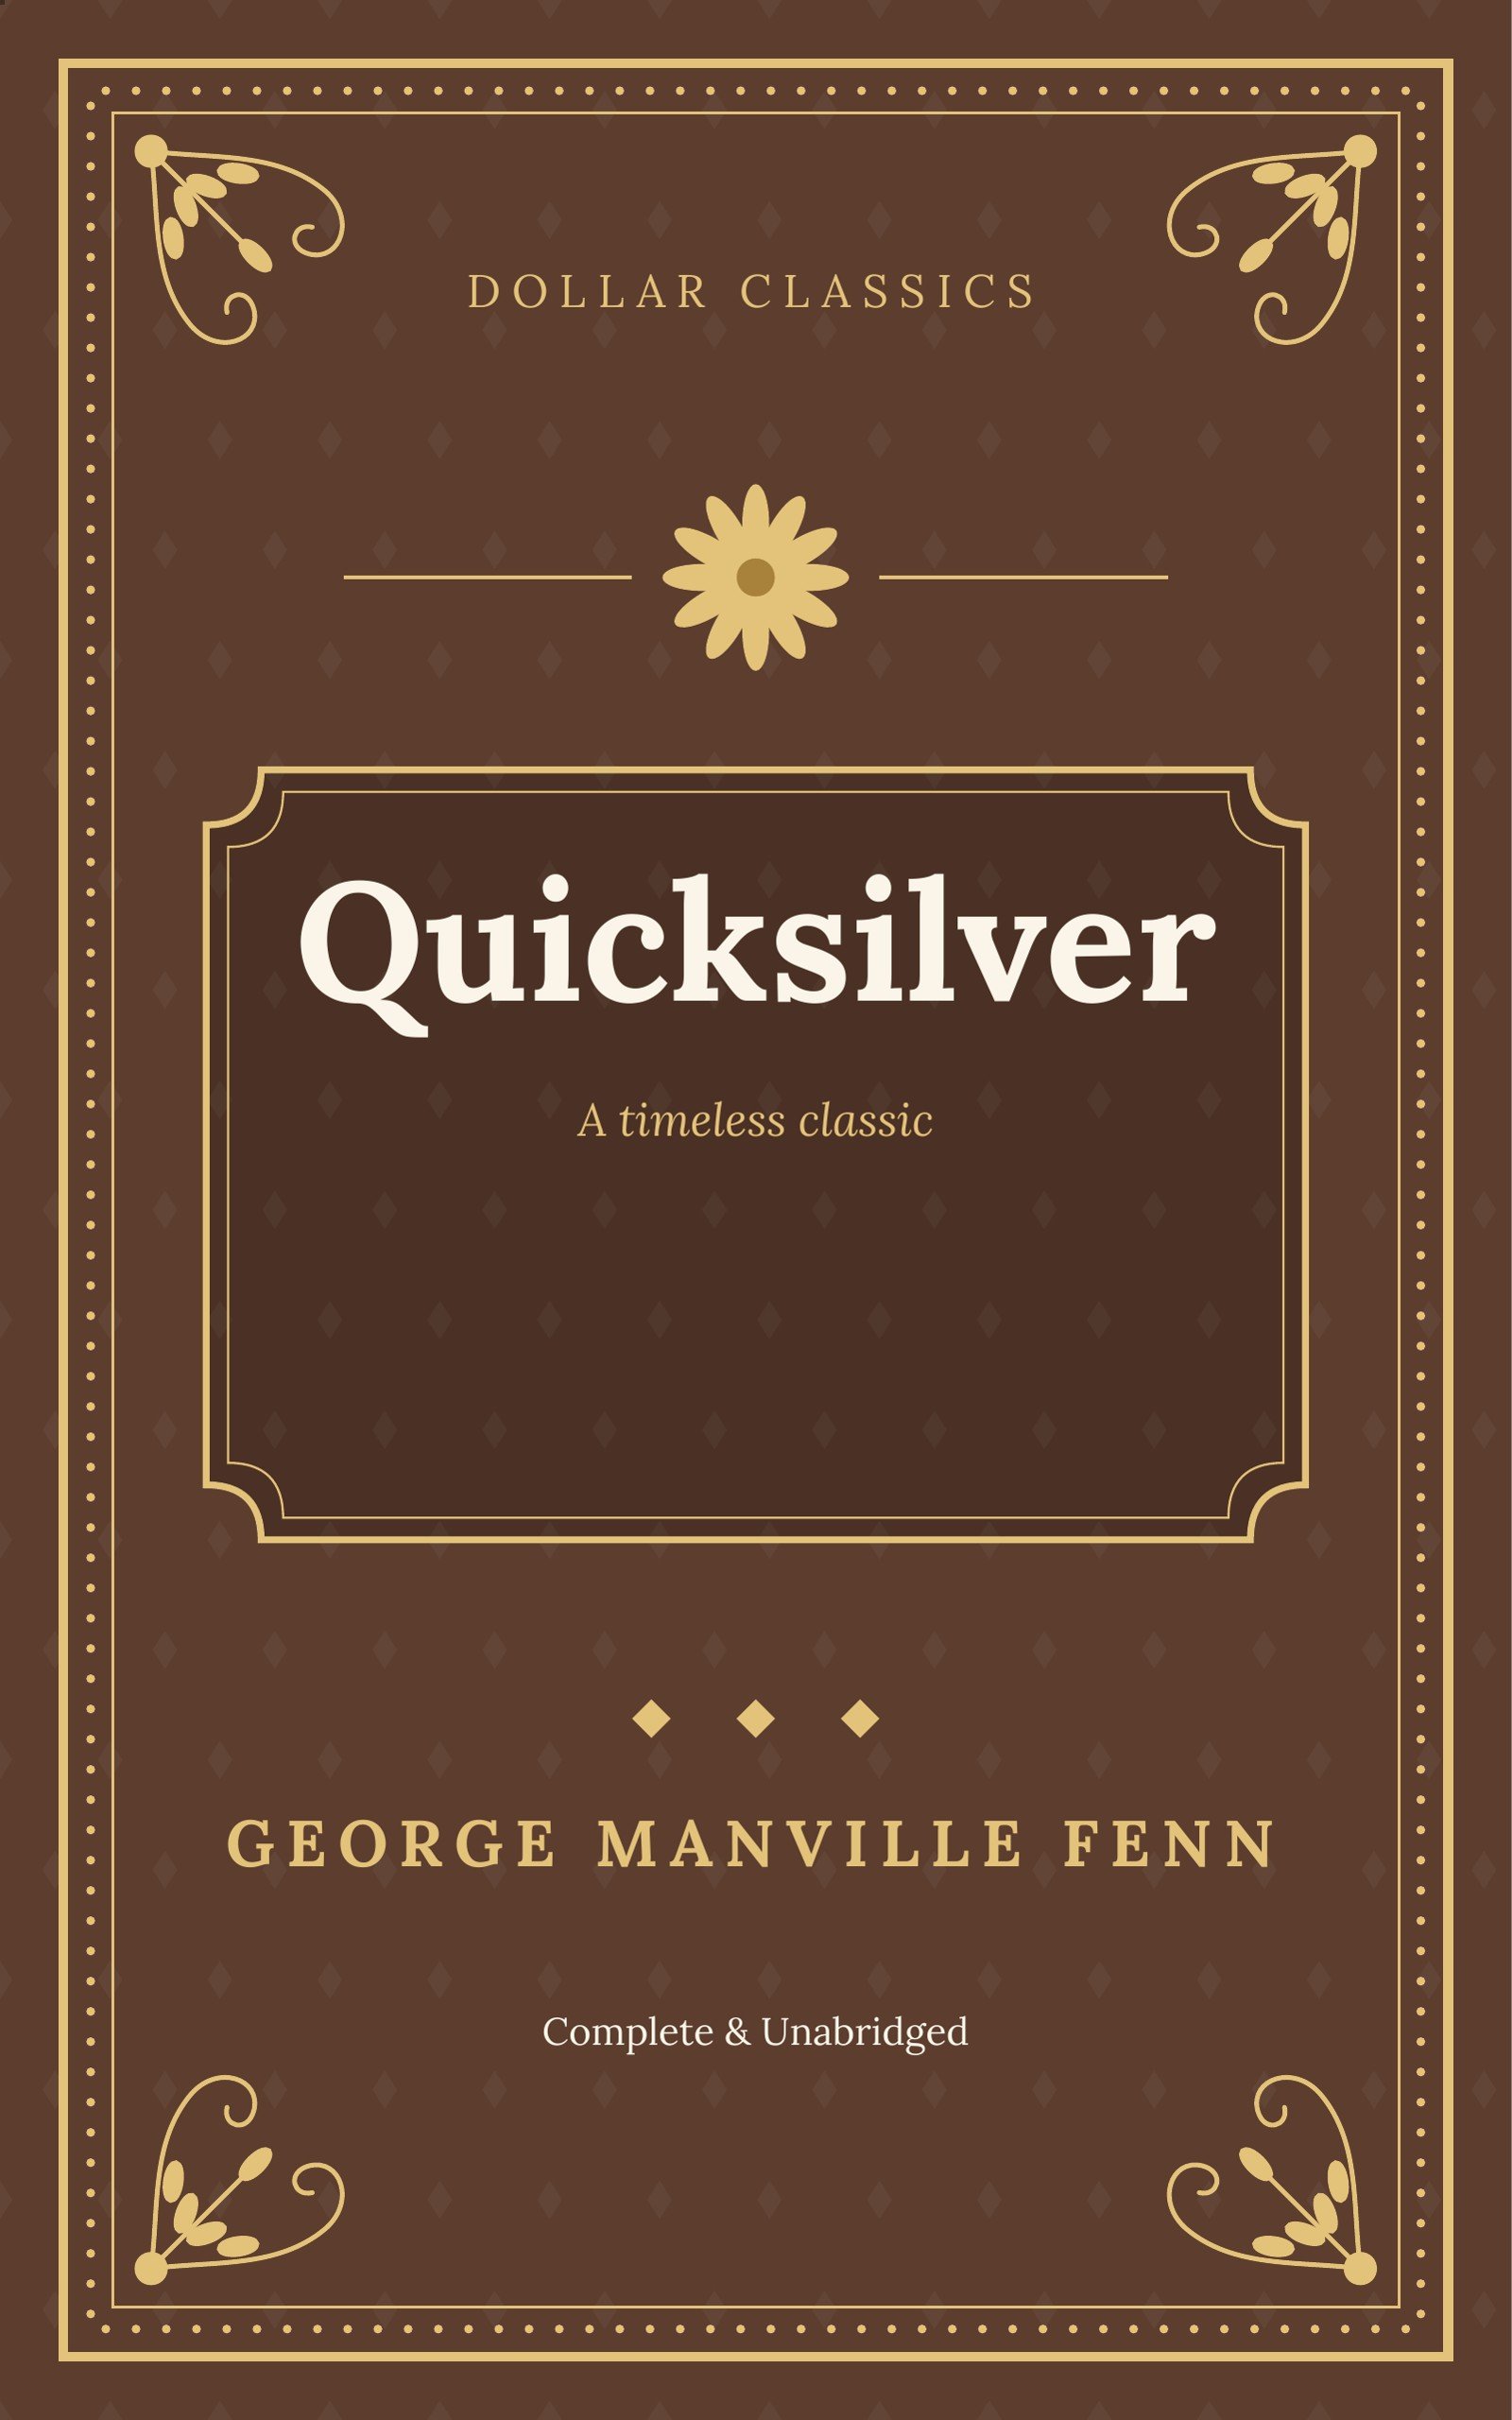 DOLLAR CLASSICS
Quicksilver
A timeless classic
GEORGE MANVILLE FENN
Complete & Unabridged